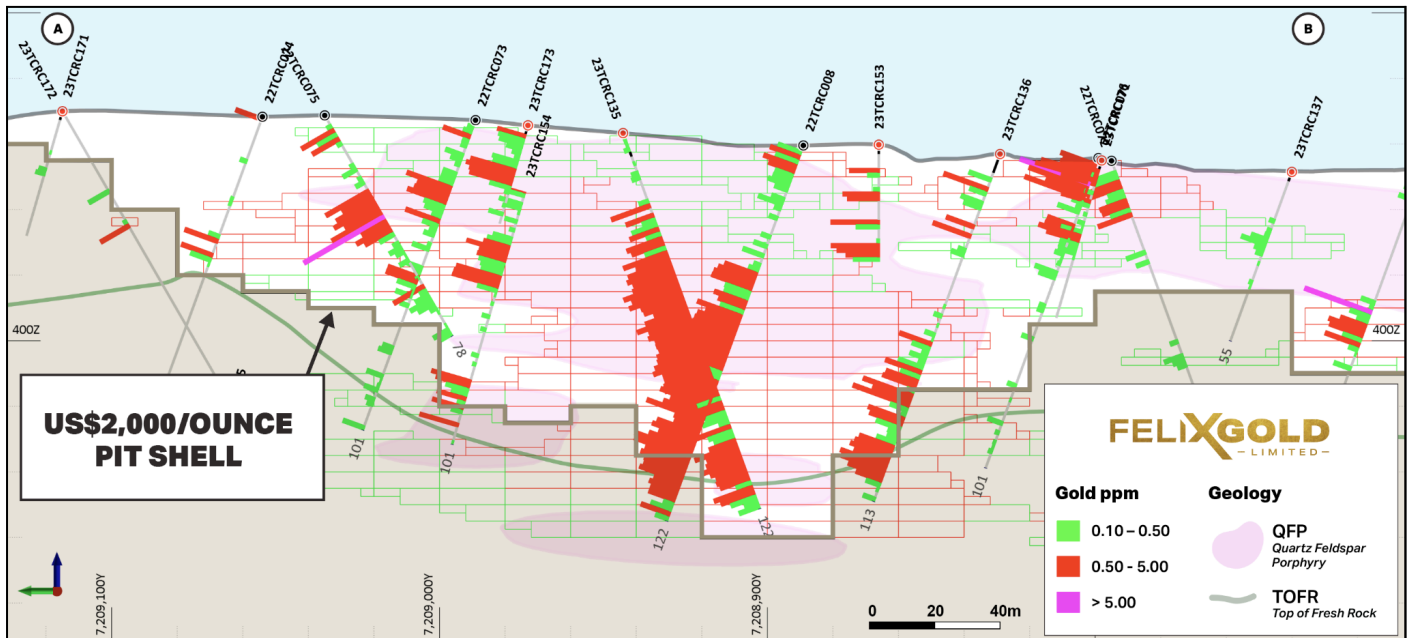 A
B
23TCRC172
23TCRC171
23TCRC075
22TCRC073
23TCRC173
23TCRC154
23TCRC135
22TCRC008
23TCRC153
23TCRC136
23TCRC137
400Z
400Z
78
101
101
122
122
113
101
55
US$2,000/OUNCE
PIT SHELL
FELIXGOLD
LIMITED
Gold ppm
Geology
0.10 – 0.50
0.50 - 5.00
> 5.00
QFP
Quartz Feldspar
Porphyry
TOFR
Top of Fresh Rock
7,209,100Y
7,209,000Y
7,208,900Y
0 20 40m